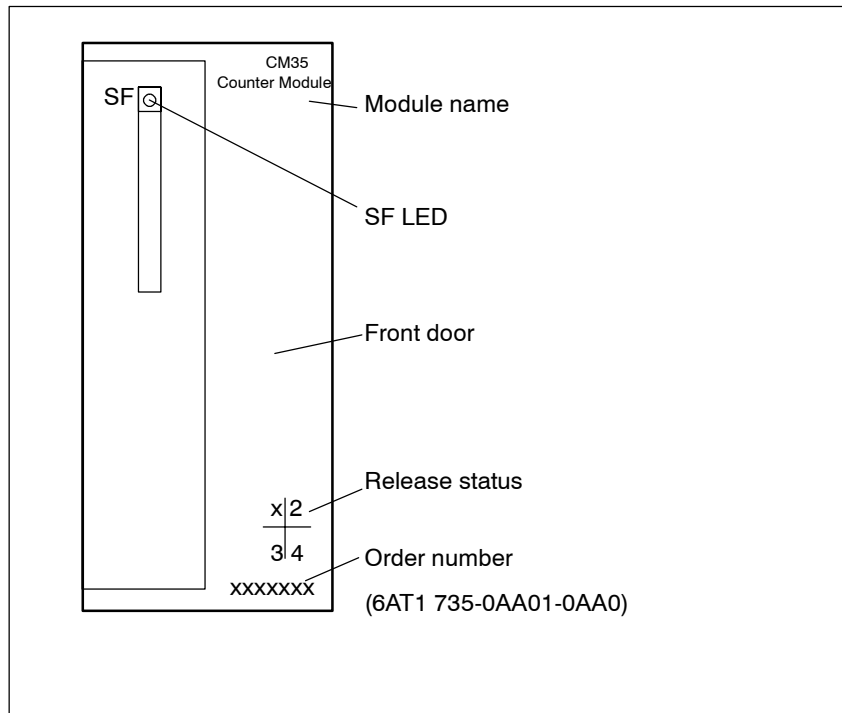 CM35
Counter Module
SF
Module name
SF LED
Front door
Release status
x 2
3 4
Order number
xxxxxxx
(6AT1 735-0AA01-0AA0)